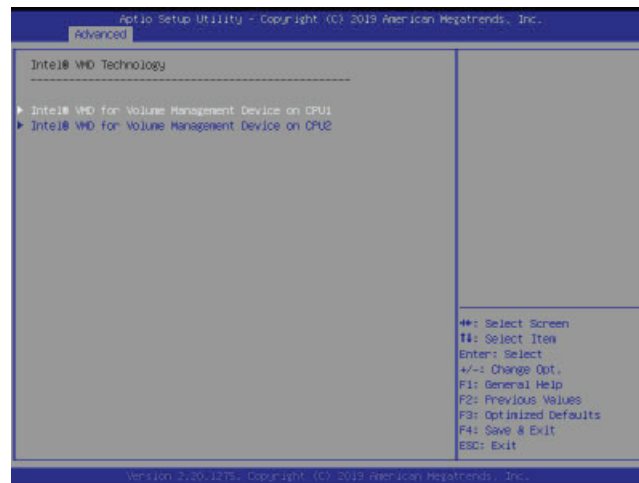 Aptio Setup Utility - Copyright (C) 2019 American Megatrends, Inc.
Advanced
Intel® VMD Technology
--------------------------------------------------
Intel® VMD for Volume Management Device on CPU1
Intel® VMD for Volume Management Device on CPU2
→←: Select Screen
↑↓: Select Item
Enter: Select
+/-: Change Opt.
F1: General Help
F2: Previous Values
F3: Optimized Defaults
F4: Save & Exit
ESC: Exit
Version 2.20.1275. Copyright (C) 2019 American Megatrends, Inc.